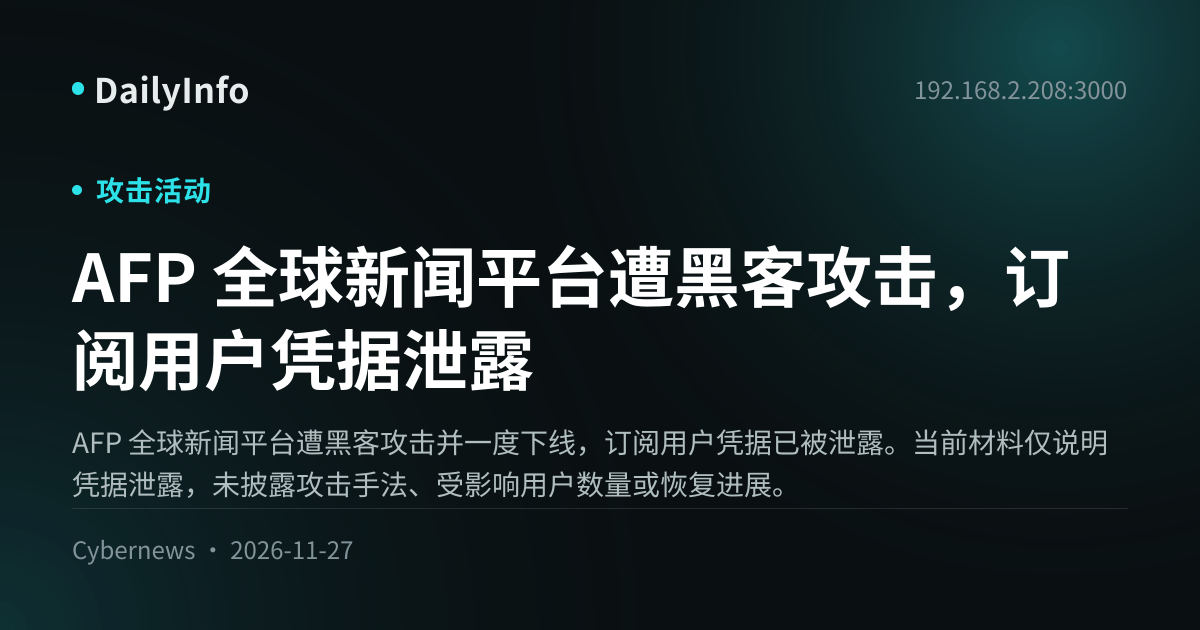 DailyInfo
192.168.2.208:3000
攻击活动
AFP 全球新闻平台遭黑客攻击，订
阅用户凭据泄露
AFP 全球新闻平台遭黑客攻击并一度下线，订阅用户凭据已被泄露。当前材料仅说明
凭据泄露，未披露攻击手法、受影响用户数量或恢复进展。
Cybernews · 2026-11-27